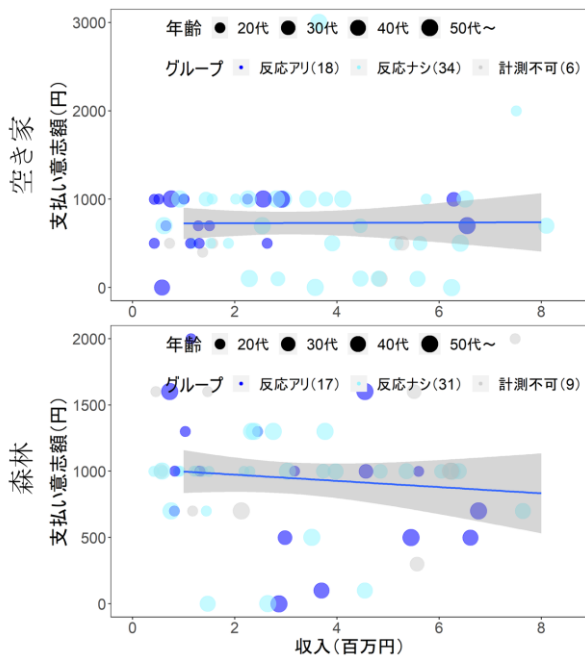 3000
2000
1000
0
空き家
支払い意志額(円)
年齢 20代 30代 40代 50代～
グループ 反応アリ(18) 反応ナシ(34) 計測不可(6)
0 2 4 6 8
2000
1500
1000
500
0
森林
支払い意志額(円)
年齢 20代 30代 40代 50代～
グループ 反応アリ(17) 反応ナシ(31) 計測不可(9)
0 2 4 6 8
収入(百万円)